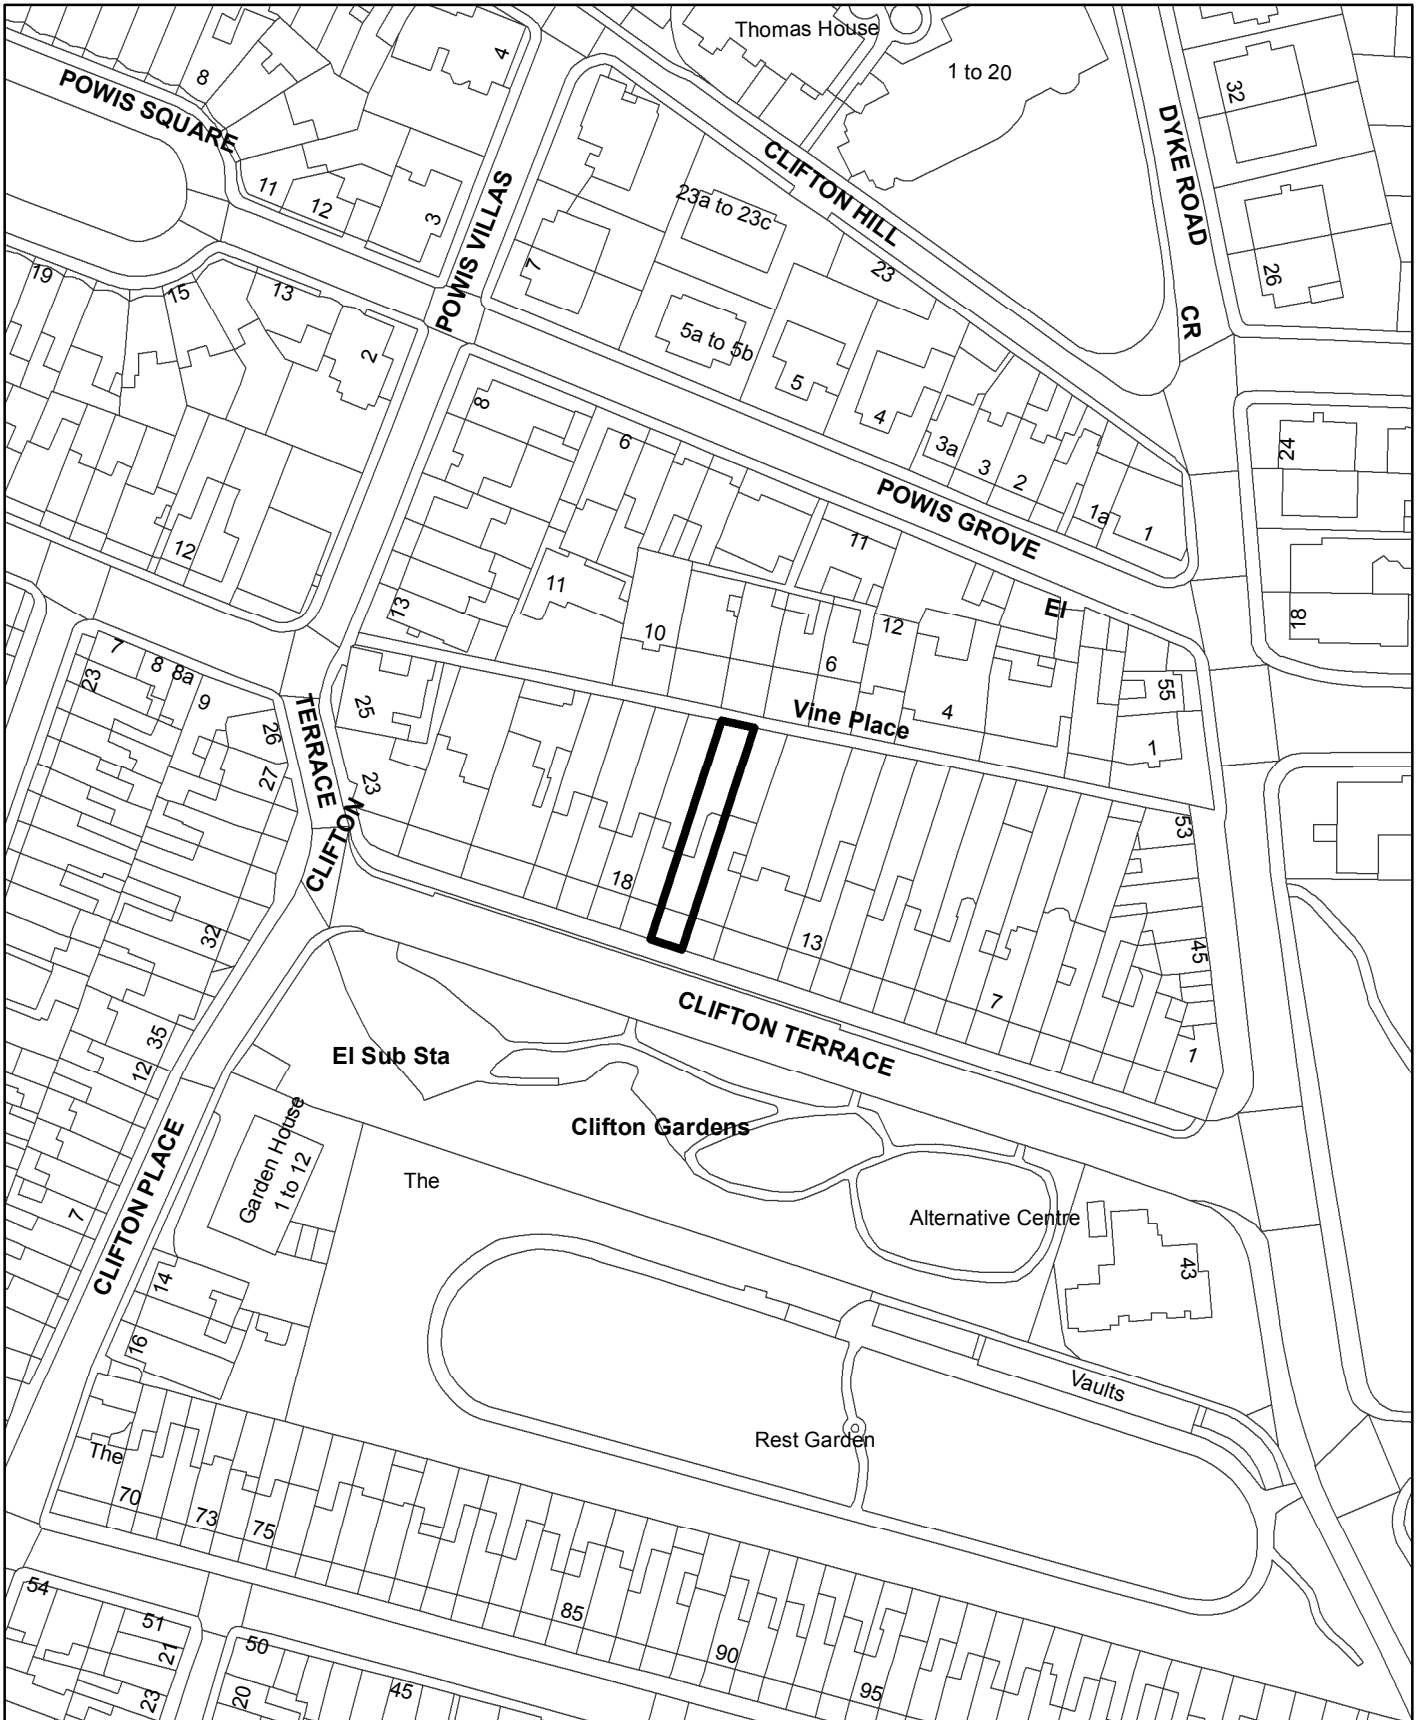 Thomas House
4
8
POWIS SQUARE
1 to 20
32
DYKE ROAD
CLIFTON HILL
11
12
3
23a to 23c
POWIS VILLAS
7
23
26
19
15
13
CR
2
5a to 5b
5
8
4
6
3a
3
2
24
POWIS GROVE
1a
1
12
11
11
13
10
12
El
18
6
7
8
8a
9
23
26
25
TERRACE
Vine Place
4
55
1
27
23
CLIFTON
53
18
32
13
45
7
CLIFTON TERRACE
35
El Sub Sta
1
12
Clifton Gardens
Garden House
1 to 12
The
CLIFTON PLACE
7
Alternative Centre
43
14
16
Vaults
The
Rest Garden
70
73
75
54
51
21
50
85
23
20
45
90
95